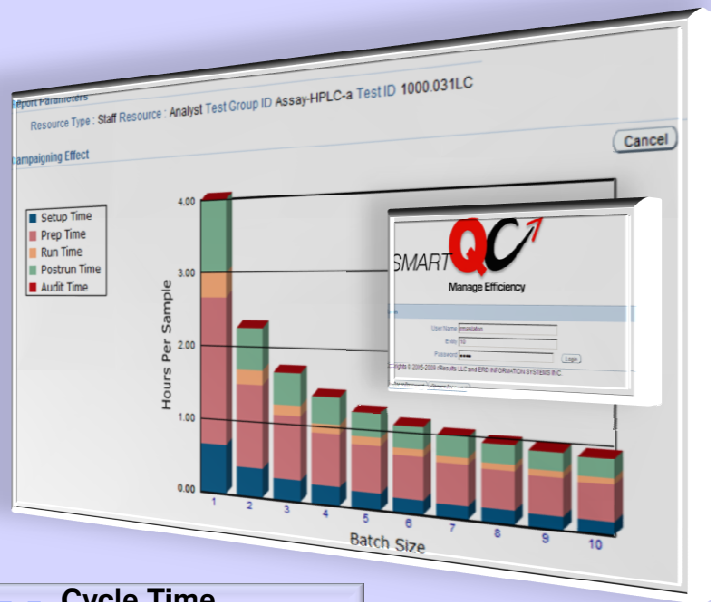 Report Parameters
Resource Type : Staff Resource : Analyst Test Group ID Assay-HPLC-a Test ID 1000.031LC
Campaigning Effect
Cancel
Setup Time
Prep Time
Run Time
Postrun Time
Audit Time
Hours Per Sample
4.00
3.00
2.00
1.00
0.00
1 2 3 4 5 6 7 8 9 10
Batch Size
SMART QC
Manage Efficiency
User Name
Password
Login
Cycle Time